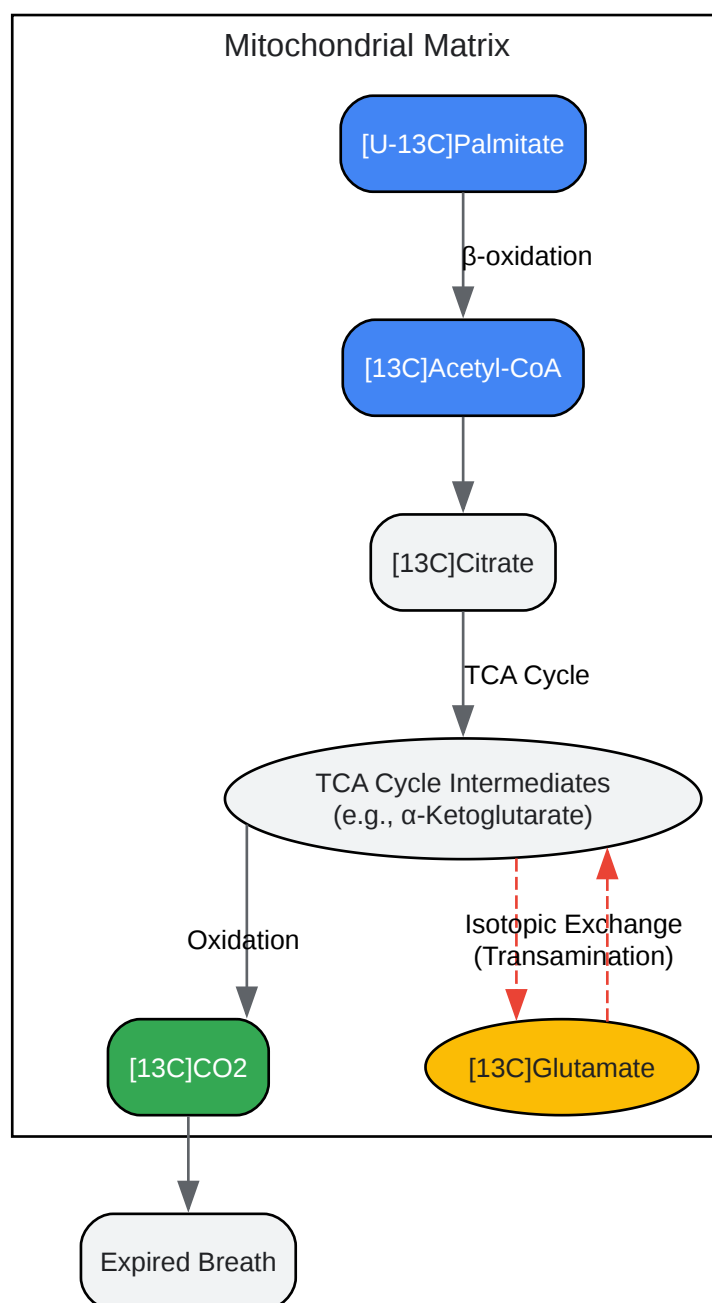 Mitochondrial Matrix
[U-13C]Palmitate
β-oxidation
[13C]Acetyl-CoA
[13C]Citrate
TCA Cycle
TCA Cycle Intermediates
(e.g., α-Ketoglutarate)
Oxidation
Isotopic Exchange
(Transamination)
[13C]CO2
[13C]Glutamate
Expired Breath